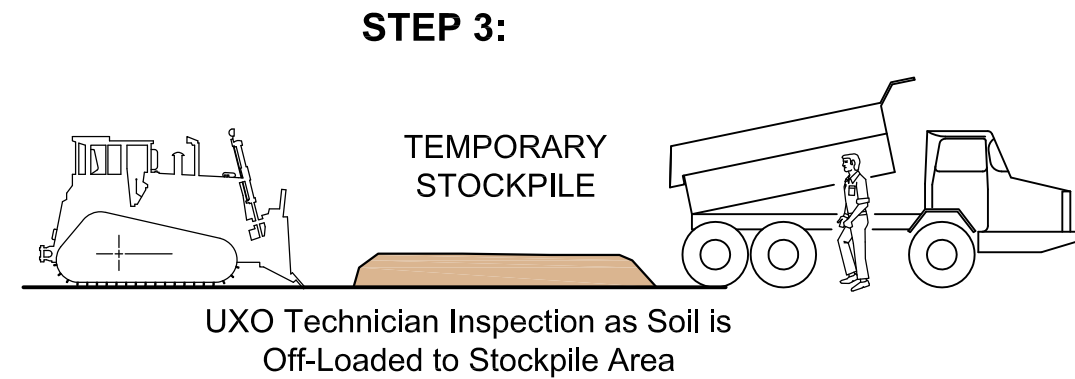 STEP 3:
TEMPORARY
STOCKPILE
UXO Technician Inspection as Soil is
Off-Loaded to Stockpile Area